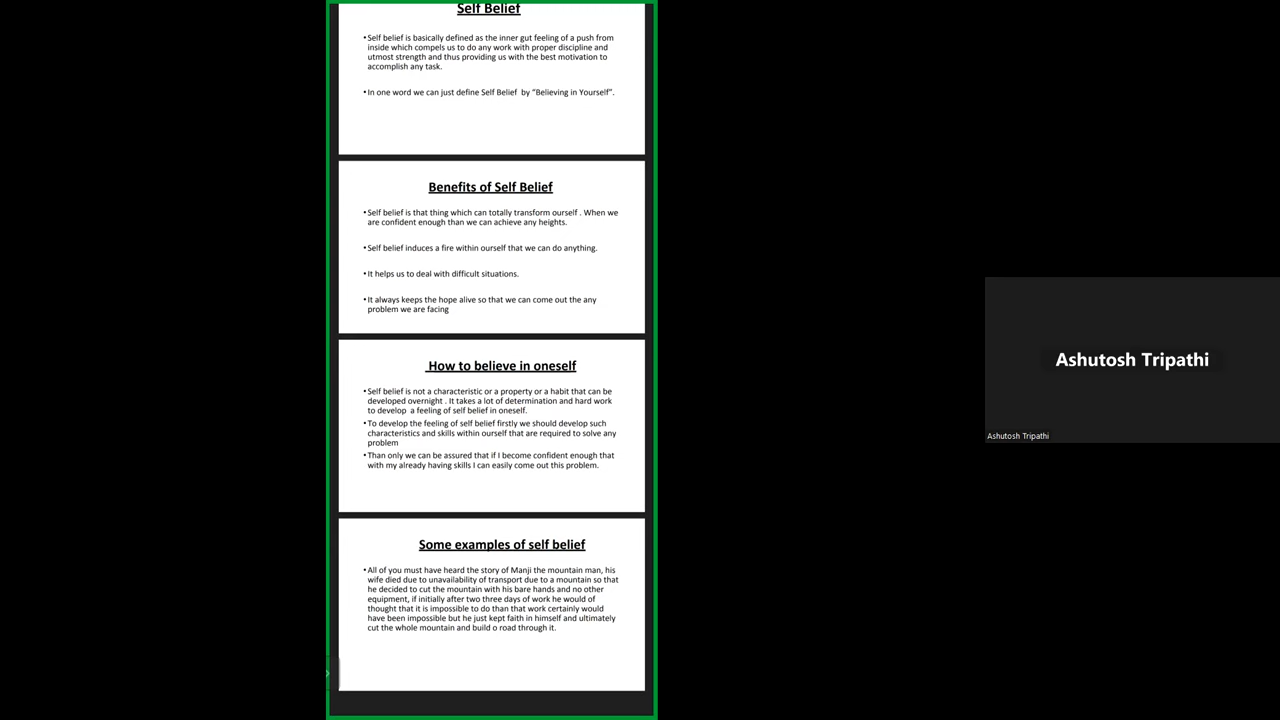 Self Belief
•Self belief is basically defined as the inner gut feeling of a push from
inside which compels us to do any work with proper discipline and
utmost strength and thus providing us with the best motivation to
accomplish any task.
•In one word we can just define Self Belief by "Believing in Yourself".
Benefits of Self Belief
•Self belief is that thing which can totally transform ourself . When we
are confident enough than we can achieve any heights.
•Self belief induces a fire within ourself that we can do anything.
•It helps us to deal with difficult situations.
•It always keeps the hope alive so that we can come out the any
problem we are facing
How to believe in oneself
•Self belief is not a characteristic or a property or a habit that can be
developed overnight . It takes a lot of determination and hard work
to develop a feeling of self belief in oneself.
•To develop the feeling of self belief firstly we should develop such
characteristics and skills within ourself that are required to solve any
problem
•Than only we can be assured that if I become confident enough that
with my already having skills I can easily come out this problem.
Some examples of self belief
•All of you must have heard the story of Manji the mountain man, his
wife died due to unavailability of transport due to a mountain so that
he decided to cut the mountain with his bare hands and no other
equipment, if initially after two three days of work he would of
thought that it is impossible to do than that work certainly would
have been impossible but he just kept faith in himself and ultimately
cut the whole mountain and build o road through it.
Ashutosh Tripathi
Ashutosh Tripathi